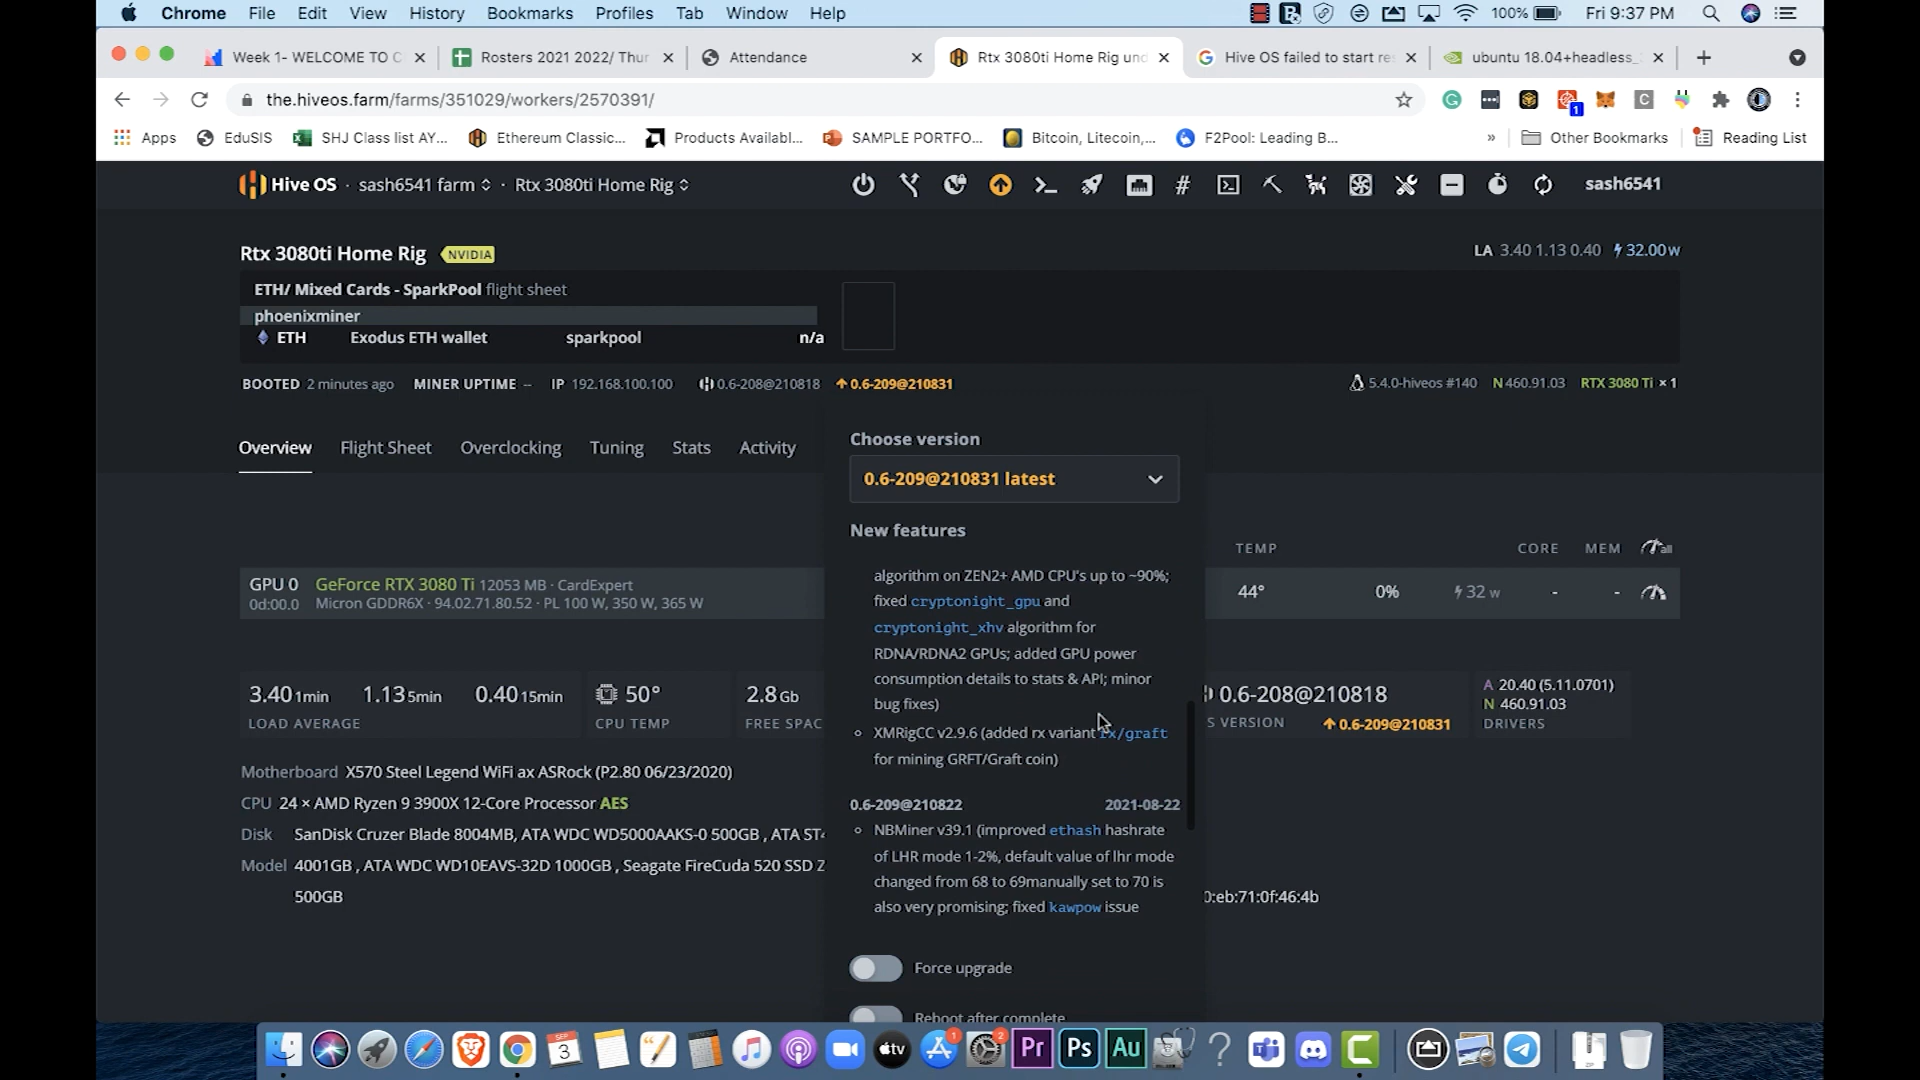 Chrome File Edit View History Bookmarks Profiles Tab Window Help 100% Fri 9:37 PM
Week 1- WELCOME TO C Rosters 2021 2022/ Thur Attendance Rtx 3080ti Home Rig und Hive OS failed to start res ubuntu 18.04+headless_
the.hiveos.farm/farms/351029/workers/2570391/
Apps EduSIS SHJ Class list AY... Ethereum Classic... Products Availabl... SAMPLE PORTFO... Bitcoin, Litecoin,... F2Pool: Leading B... » Other Bookmarks Reading List
Hive OS · sash6541 farm · Rtx 3080ti Home Rig sash6541
Rtx 3080ti Home Rig NVIDIA LA 3.40 1.13 0.40 32.00 w
ETH/ Mixed Cards - SparkPool flight sheet
phoenixminer
ETH Exodus ETH wallet sparkpool n/a
BOOTED 2 minutes ago MINER UPTIME -- IP 192.168.100.100 0.6-208@210818 0.6-209@210831 5.4.0-hiveos #140 N 460.91.03 RTX 3080 Ti × 1
Choose version
Overview Flight Sheet Overclocking Tuning Stats Activity
0.6-209@210831 latest
New features
TEMP CORE MEM all
algorithm on ZEN2+ AMD CPU's up to ~90%;
fixed cryptonight_gpu and
cryptonight_xhv algorithm for
RDNA/RDNA2 GPUs; added GPU power
consumption details to stats & API; minor
bug fixes)
XMRigCC v2.9.6 (added rx variant rx/graft
for mining GRFT/Graft coin)
0.6-209@210822 2021-08-22
NBMiner v39.1 (improved ethash hashrate
of LHR mode 1-2%, default value of lhr mode
changed from 68 to 69manually set to 70 is
also very promising; fixed kawpow issue
Force upgrade
Reboot after complete
GPU 0 GeForce RTX 3080 Ti 12053 MB · CardExpert 44° 0% 32 w - -
0d:00.0 Micron GDDR6X · 94.02.71.80.52 · PL 100 W, 350 W, 365 W
3.40 1min 1.13 5min 0.40 15min 50° 2.8 Gb 0.6-208@210818 A 20.40 (5.11.0701)
N 460.91.03
LOAD AVERAGE CPU TEMP FREE SPAC S VERSION 0.6-209@210831 DRIVERS
Motherboard X570 Steel Legend WiFi ax ASRock (P2.80 06/23/2020)
CPU 24 × AMD Ryzen 9 3900X 12-Core Processor AES
Disk SanDisk Cruzer Blade 8004MB, ATA WDC WD5000AAKS-0 500GB , ATA ST4
Model 4001GB , ATA WDC WD10EAVS-32D 1000GB , Seagate FireCuda 520 SSD Z
500GB 0:eb:71:0f:46:4b
SEP 3 tv 1 2 Pr Ps Au